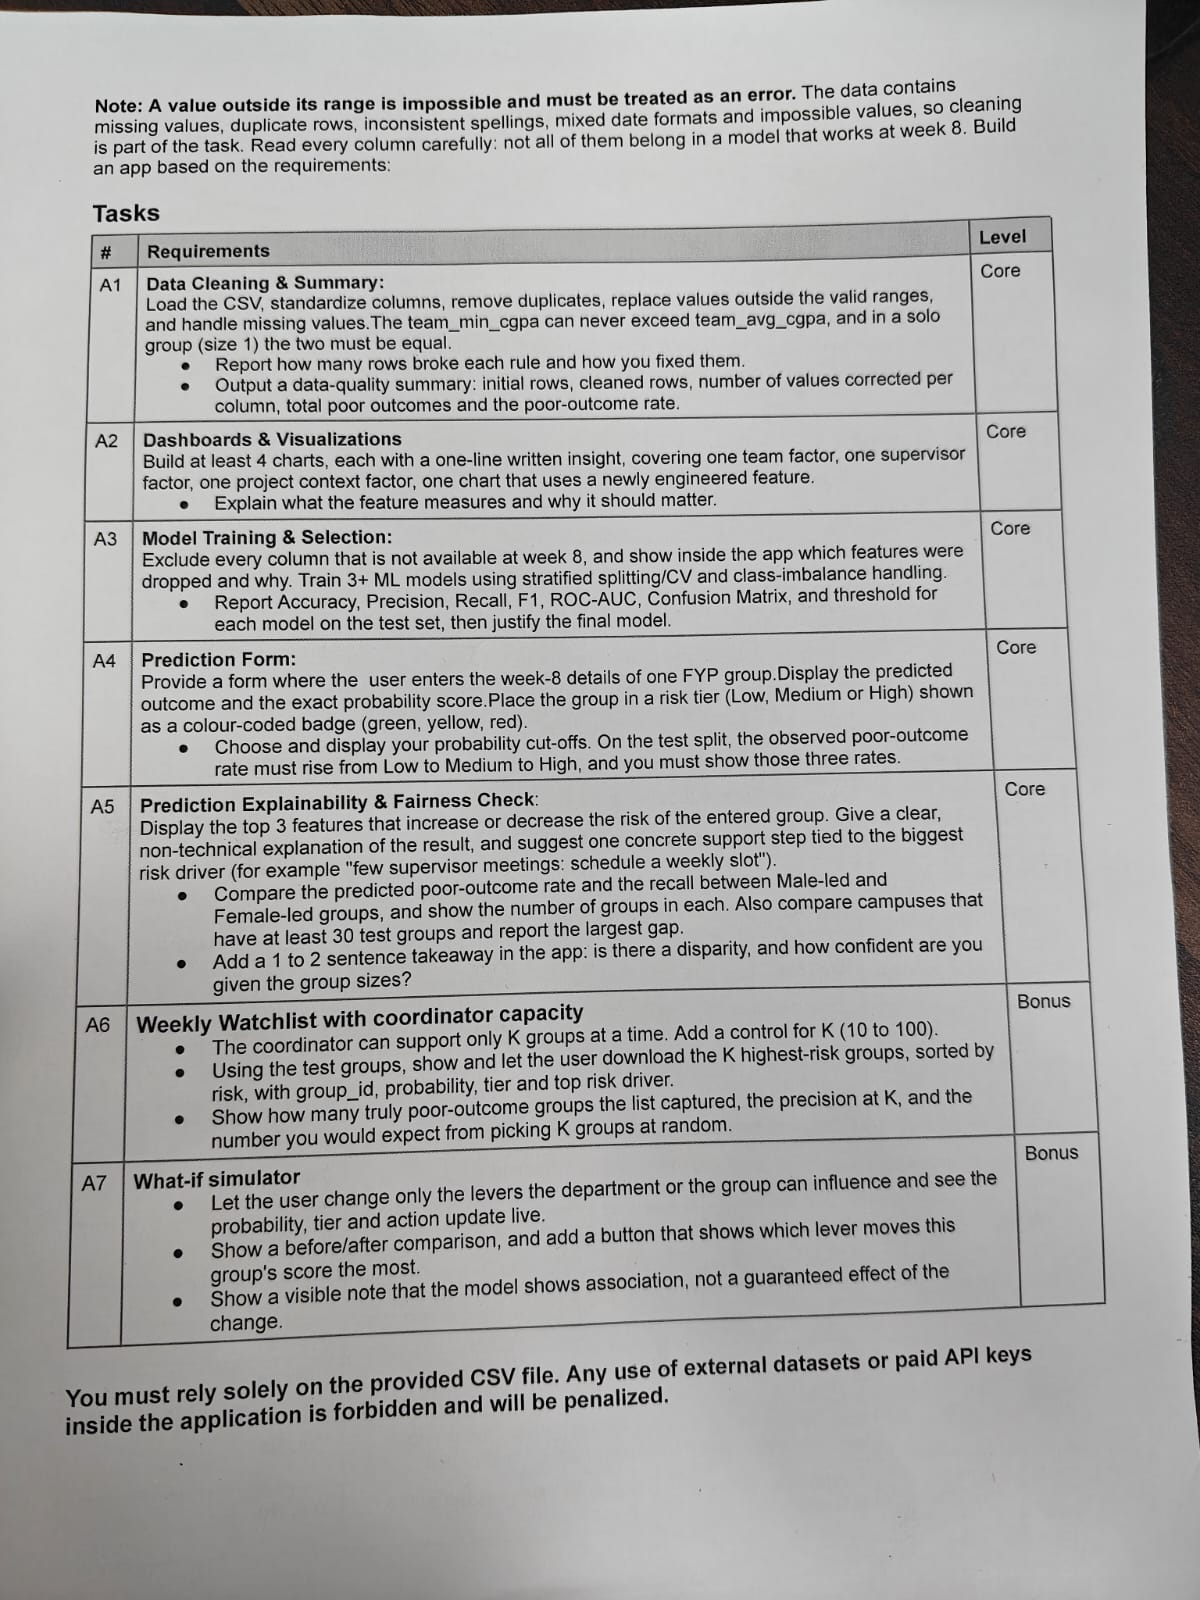 Note: A value outside its range is impossible and must be treated as an error. The data contains
missing values, duplicate rows, inconsistent spellings, mixed date formats and impossible values, so cleaning
is part of the task. Read every column carefully: not all of them belong in a model that works at week 8. Build
an app based on the requirements:
Tasks
# Requirements Level
A1 Data Cleaning & Summary: Core
Load the CSV, standardize columns, remove duplicates, replace values outside the valid ranges,
and handle missing values.The team_min_cgpa can never exceed team_avg_cgpa, and in a solo
group (size 1) the two must be equal.
● Report how many rows broke each rule and how you fixed them.
● Output a data-quality summary: initial rows, cleaned rows, number of values corrected per
column, total poor outcomes and the poor-outcome rate.
A2 Dashboards & Visualizations Core
Build at least 4 charts, each with a one-line written insight, covering one team factor, one supervisor
factor, one project context factor, one chart that uses a newly engineered feature.
● Explain what the feature measures and why it should matter.
A3 Model Training & Selection: Core
Exclude every column that is not available at week 8, and show inside the app which features were
dropped and why. Train 3+ ML models using stratified splitting/CV and class-imbalance handling.
● Report Accuracy, Precision, Recall, F1, ROC-AUC, Confusion Matrix, and threshold for
each model on the test set, then justify the final model.
A4 Prediction Form: Core
Provide a form where the user enters the week-8 details of one FYP group.Display the predicted
outcome and the exact probability score.Place the group in a risk tier (Low, Medium or High) shown
as a colour-coded badge (green, yellow, red).
● Choose and display your probability cut-offs. On the test split, the observed poor-outcome
rate must rise from Low to Medium to High, and you must show those three rates.
A5 Prediction Explainability & Fairness Check: Core
Display the top 3 features that increase or decrease the risk of the entered group. Give a clear,
non-technical explanation of the result, and suggest one concrete support step tied to the biggest
risk driver (for example "few supervisor meetings: schedule a weekly slot").
● Compare the predicted poor-outcome rate and the recall between Male-led and
Female-led groups, and show the number of groups in each. Also compare campuses that
have at least 30 test groups and report the largest gap.
● Add a 1 to 2 sentence takeaway in the app: is there a disparity, and how confident are you
given the group sizes?
A6 Weekly Watchlist with coordinator capacity Bonus
● The coordinator can support only K groups at a time. Add a control for K (10 to 100).
● Using the test groups, show and let the user download the K highest-risk groups, sorted by
risk, with group_id, probability, tier and top risk driver.
● Show how many truly poor-outcome groups the list captured, the precision at K, and the
number you would expect from picking K groups at random.
A7 What-if simulator Bonus
● Let the user change only the levers the department or the group can influence and see the
probability, tier and action update live.
● Show a before/after comparison, and add a button that shows which lever moves this
group's score the most.
● Show a visible note that the model shows association, not a guaranteed effect of the
change.
You must rely solely on the provided CSV file. Any use of external datasets or paid API keys
inside the application is forbidden and will be penalized.